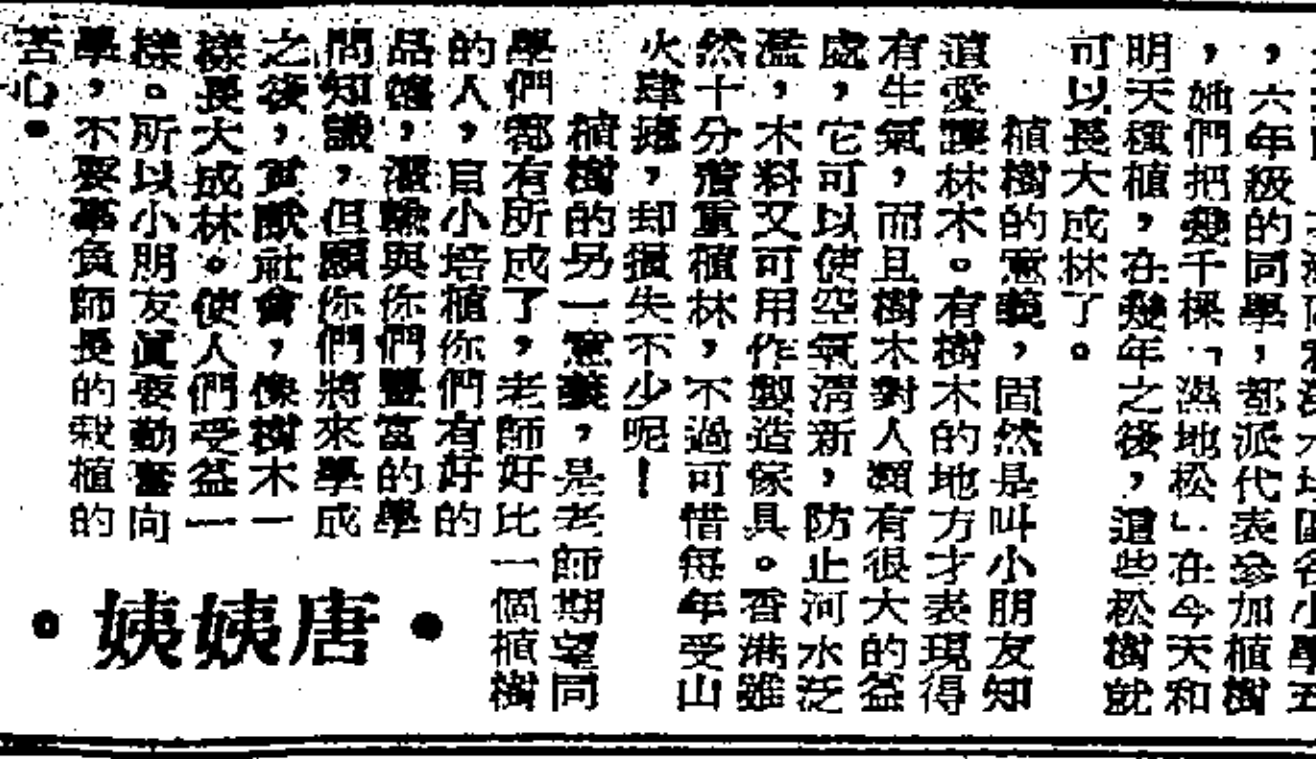 ，六年級的同學，都派代表參加植樹
，她們把幾千棵「濕地松」在今天和
明天種植，在幾年之後，這些松樹就
可以長大成林了。
植樹的意義，固然是叫小朋友知
道愛護林木。有樹木的地方才表現得
有生氣，而且樹木對人類有很大的益
處，它可以使空氣清新，防止河水泛
濫，木料又可用作製造傢具。香港雖
然十分着重植林，不過可惜每年受山
火肆瘧，却損失不少呢！
植樹的另一意義，是老師期望同
學們都有所成了，老師好比一個植樹
的人，自小培植你們有好的
品德，灌輸與你們豐富的學
問知識，但願你們將來學成
之後，貢獻社會，像樹木一
樣長大成林。使人們受益一
樣。所以小朋友眞要勤奮向
學，不要辜負師長的栽植的
苦心。
•唐姨姨•